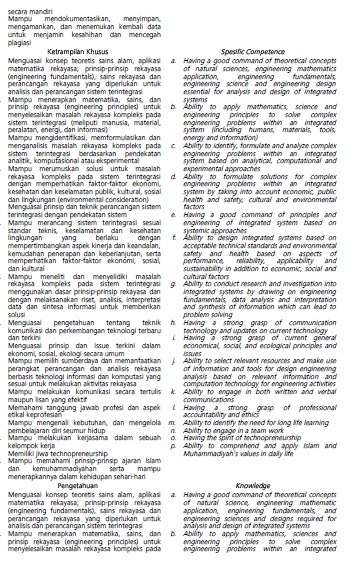 secara mandiri
Mampu mendokumentasikan, menyimpan,
mengamankan, dan menemukan kembali data
untuk menjamin kesahihan dan mencegah
plagiasi
Ketrampilan Khusus
Menguasai konsep teoretis sains alam, aplikasi
matematika rekayasa; prinsip-prinsip rekayasa
(engineering fundamentals), sains rekayasa dan
perancangan rekayasa yang diperlukan untuk
analisis dan perancangan sistem terintegrasi
Mampu menerapkan matematika, sains, dan
prinsip rekayasa (engineering principles) untuk
menyelesaikan masalah rekayasa kompleks pada
sistem terintegrasi (meliputi manusia, material,
peralatan, energi, dan informasi)
Mampu mengidentifikasi, memformulasikan dan
menganalisis masalah rekayasa kompleks pada
sistem terintegrasi berdasarkan pendekatan
analitik, komputasional atau eksperimental
Mampu merumuskan solusi untuk masalah
rekayasa kompleks pada sistem terintegrasi
dengan memperhatikan faktor-faktor ekonomi,
kesehatan dan keselamatan publik, kultural, sosial
dan lingkungan (environmental consideration)
Menguasai prinsip dan teknik perancangan sistem
terintegrasi dengan pendekatan sistem
Mampu merancang sistem terintegrasi sesuai
standar teknis, keselamatan dan kesehatan
lingkungan yang berlaku dengan
mempertimbangkan aspek kinerja dan keandalan,
kemudahan penerapan dan keberlanjutan, serta
memperhatikan faktor-faktor ekonomi, sosial,
dan kultural
Mampu meneliti dan menyelidiki masalah
rekayasa kompleks pada sistem terintegrasi
menggunakan dasar prinsip-prinsip rekayasa dan
dengan melaksanakan riset, analisis, interpretasi
data dan sintesa informasi untuk memberikan
solusi
Menguasai pengetahuan tentang teknik
komunikasi dan perkembangan teknologi terbaru
dan terkini
Menguasai prinsip dan issue terkini dalam
ekonomi, sosial, ekologi secara umum
Mampu memilih sumberdaya dan memanfaatkan
perangkat perancangan dan analisis rekayasa
berbasis teknologi informasi dan komputasi yang
sesuai untuk melakukan aktivitas rekayasa
Mampu melakukan komunikasi secara tertulis
maupun lisan yang efektif
Memahami tanggung jawab profesi dan aspek
etikal keprofesian
Mampu mengenali kebutuhan, dan mengelola
pembelajaran diri seumur hidup
Mampu melakukan kerjasama dalam sebuah
kelompok kerja
Memiliki jiwa technopreneurship
Mampu memahami prinsip-prinsip ajaran Islam
dan kemuhammadiyahan serta mampu
menerapkannya dalam kehidupan sehari-hari
Pengetahuan
Menguasai konsep teoretis sains alam, aplikasi
matematika rekayasa; prinsip-prinsip rekayasa
(engineering fundamentals), sains rekayasa dan
perancangan rekayasa yang diperlukan untuk
analisis dan perancangan sistem terintegrasi
Mampu menerapkan matematika, sains, dan
prinsip rekayasa (engineering principles) untuk
menyelesaikan masalah rekayasa kompleks pada
Spesific Competence
a. Having a good command of theoretical concepts
of natural sciences, engineering mathematics
application, engineering fundamentals,
engineering science and engineering design
essential for analysis and design of integrated
systems
b. Ability to apply mathematics, science and
engineering principles to solve complex
engineering problems within an integrated
system (including humans, materials, tools,
energy and information)
c. Ability to identify, formulate and analyze complex
engineering problems within an integrated
system based on analytical, computational and
experimental approaches
d. Ability to formulate solutions for complex
engineering problems within an integrated
system by taking into account economic, public
health and safety, cultural and environmental
factors
e. Having a good command of principles and
engineering of integrated system based on
systemic approaches
f. Ability to design integrated systems based on
acceptable technical standards and environmental
safety and health based on aspects of
performance, reliability, applicability and
sustainability in addition to economic, social and
cultural factors
g. Ability to conduct research and investigation into
integrated systems by drawing on engineering
fundamentals, data analysis and interpretation
and synthesis of information which can lead to
problem solving
h. Having a strong grasp of communication
technology and updates on current technology
i. Having a strong grasp of current general
economical, social, and ecological principles and
issues
j. Ability to select relevant resources and make use
of information and tools for design engineering
analysis based on relevant information and
computation technology for engineering activities
k. Ability to engage in both written and verbal
communications
l. Having a strong grasp of professional
accountability and ethics
m. Ability to identify the need for long life learning
n. Ability to engage in a team work
o. Having the spirit of technopreneurship
p. Ability to comprehend and apply Islam and
Muhammadiyah's values in daily life
Knowledge
a. Having a good command of theoretical concepts
of natural science, engineering mathematic
application, engineering fundamentals, and
engineering sciences and designs required for
analysis and design of integrated systems
b. Ability to apply mathematics, sciences and
engineering principles to solve complex
engineering problems within an integrated